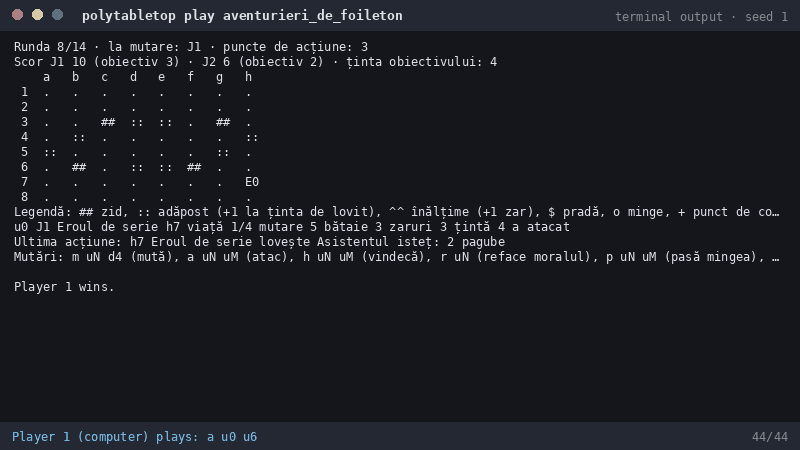 polytabletop play aventurieri_de_foileton
terminal output · seed 1
Runda 8/14 · la mutare: J1 · puncte de acțiune: 3
Scor J1 10 (obiectiv 3) · J2 6 (obiectiv 2) · ținta obiectivului: 4
a b c d e f g h
1 . . . . . . . .
2 . . . . . . . .
3 . . ## :: :: . ## .
4 . :: . . . . . ::
5 :: . . . . . :: .
6 . ## . :: :: ## . .
7 . . . . . . . E0
8 . . . . . . . .
Legendă: ## zid, :: adăpost (+1 la ținta de lovit), ^^ înălțime (+1 zar), $ pradă, o minge, + punct de co…
u0 J1 Eroul de serie h7 viață 1/4 mutare 5 bătaie 3 zaruri 3 țintă 4 a atacat
Ultima acțiune: h7 Eroul de serie lovește Asistentul isteț: 2 pagube
Mutări: m uN d4 (mută), a uN uM (atac), h uN uM (vindecă), r uN (reface moralul), p uN uM (pasă mingea), …
Player 1 wins.
Player 1 (computer) plays: a u0 u6
44/44